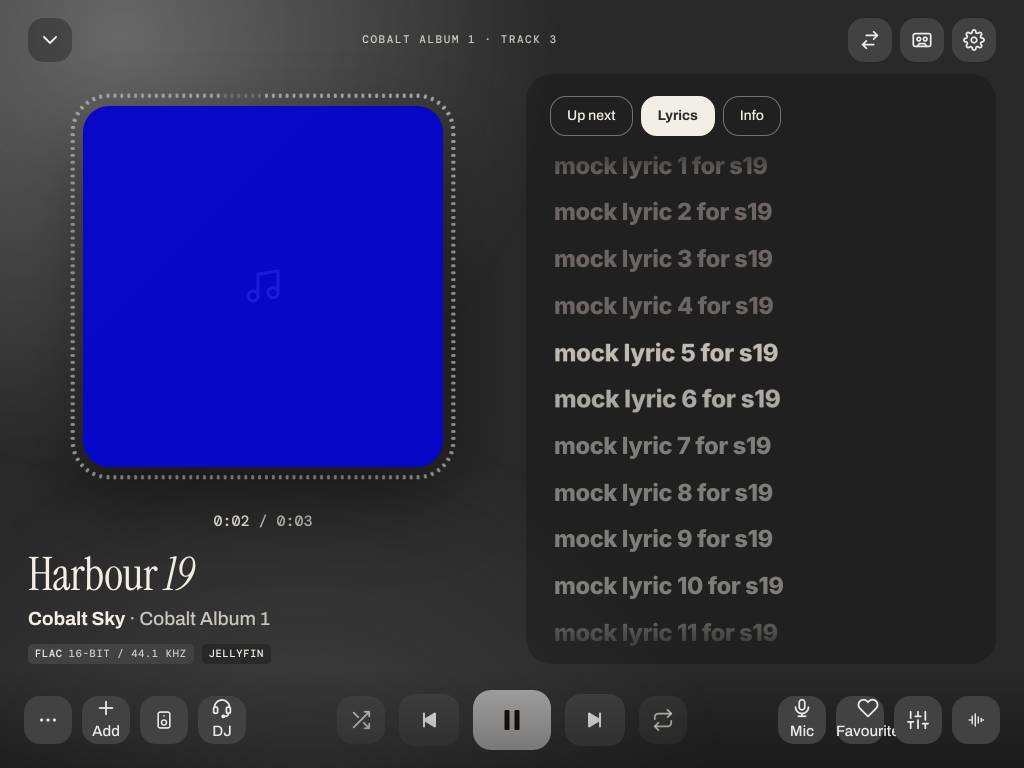 COBALT ALBUM 1 · TRACK 3
Up next
Lyrics
Info
mock lyric 1 for s19
mock lyric 2 for s19
mock lyric 3 for s19
mock lyric 4 for s19
mock lyric 5 for s19
mock lyric 6 for s19
mock lyric 7 for s19
mock lyric 8 for s19
mock lyric 9 for s19
mock lyric 10 for s19
mock lyric 11 for s19
0:02 / 0:03
Harbour 19
Cobalt Sky · Cobalt Album 1
FLAC 16-BIT / 44.1 KHZ
JELLYFIN
Add
DJ
Mic
Favourite